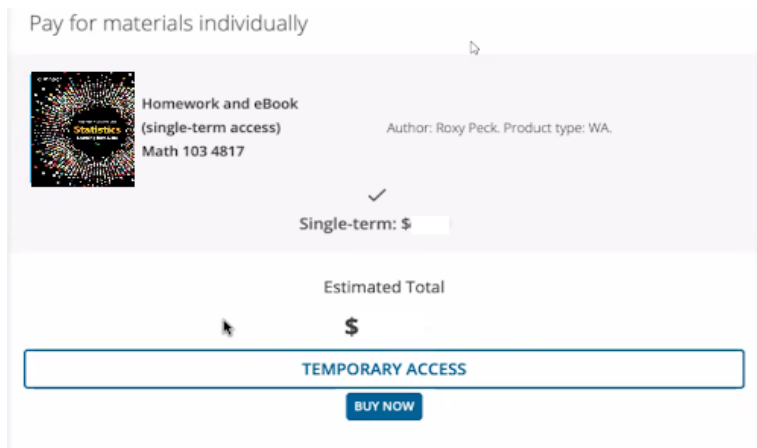 Pay for materials individually
Statistics
Homework and eBook
(single-term access)
Math 103 4817
Author: Roxy Peck. Product type: WA.
Single-term: $
Estimated Total
$
TEMPORARY ACCESS
BUY NOW